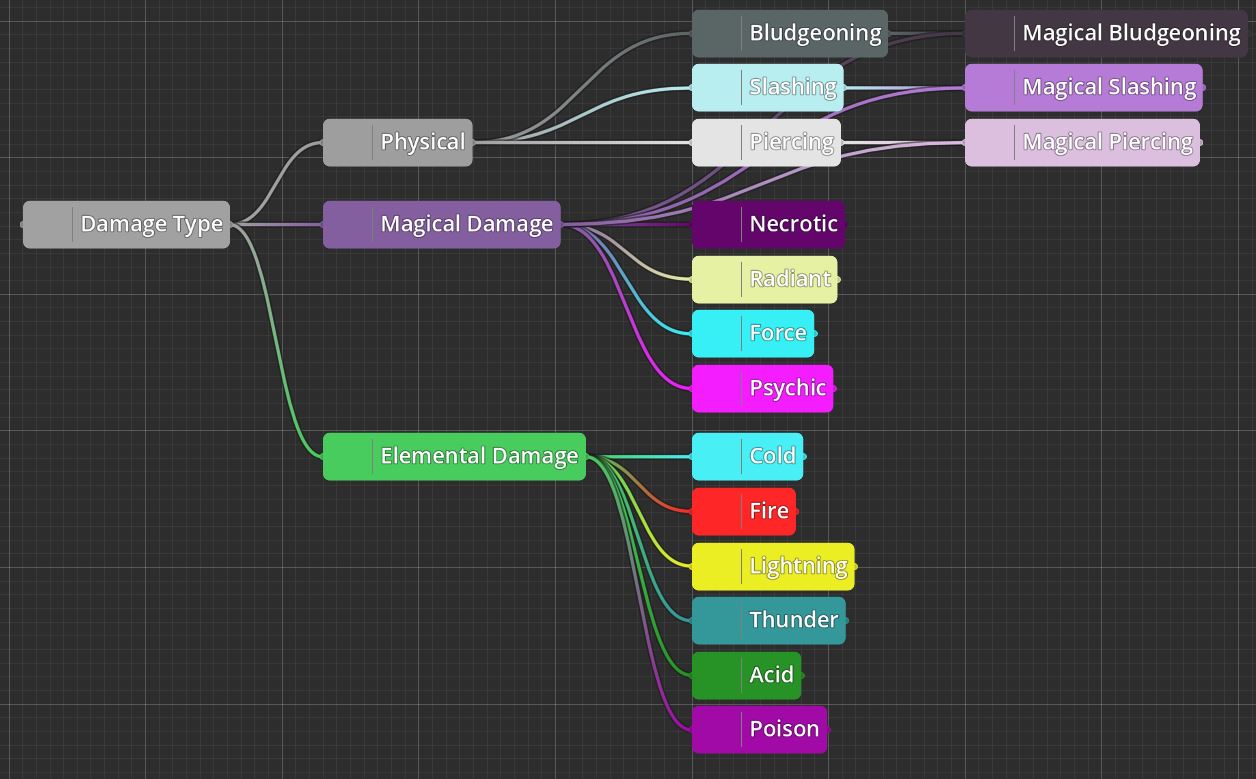 Bludgeoning
Magical Bludgeoning
Slashing
Magical Slashing
Physical
Piercing
Magical Piercing
Damage Type
Magical Damage
Necrotic
Radiant
Force
Psychic
Elemental Damage
Cold
Fire
Lightning
Thunder
Acid
Poison